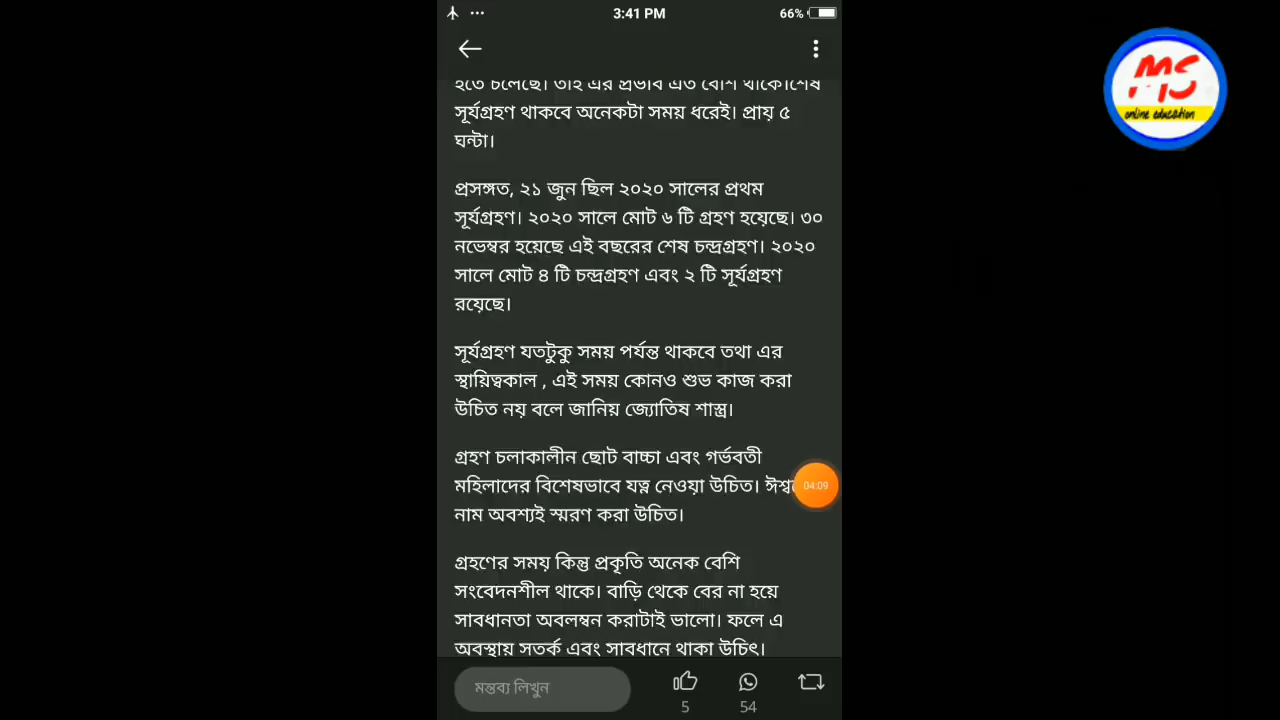 3:41 PM
66%
MS
online education
হতে চলেছে। তাই এর প্রভাব এত বেশি থাকে।শেষ
সূর্যগ্রহণ থাকবে অনেকটা সময় ধরেই। প্রায় ৫
ঘন্টা।
প্রসঙ্গত, ২১ জুন ছিল ২০২০ সালের প্রথম
সূর্যগ্রহণ। ২০২০ সালে মোট ৬ টি গ্রহণ হয়েছে। ৩০
নভেম্বর হয়েছে এই বছরের শেষ চন্দ্রগ্রহণ। ২০২০
সালে মোট ৪ টি চন্দ্রগ্রহণ এবং ২ টি সূর্যগ্রহণ
রয়েছে।
সূর্যগ্রহণ যতটুকু সময় পর্যন্ত থাকবে তথা এর
স্থায়িত্বকাল , এই সময় কোনও শুভ কাজ করা
উচিত নয় বলে জানিয় জ্যোতিষ শাস্ত্র।
গ্রহণ চলাকালীন ছোট বাচ্চা এবং গর্ভবতী
মহিলাদের বিশেষভাবে যত্ন নেওয়া উচিত।
04:09
নাম অবশ্যই স্মরণ করা উচিত।
গ্রহণের সময় কিন্তু প্রকৃতি অনেক বেশি
সংবেদনশীল থাকে। বাড়ি থেকে বের না হয়ে
সাবধানতা অবলম্বন করাটাই ভালো। ফলে এ
অবস্থায় সতর্ক এবং সাবধানে থাকা উচিৎ।
মন্তব্য লিখুন
5
54